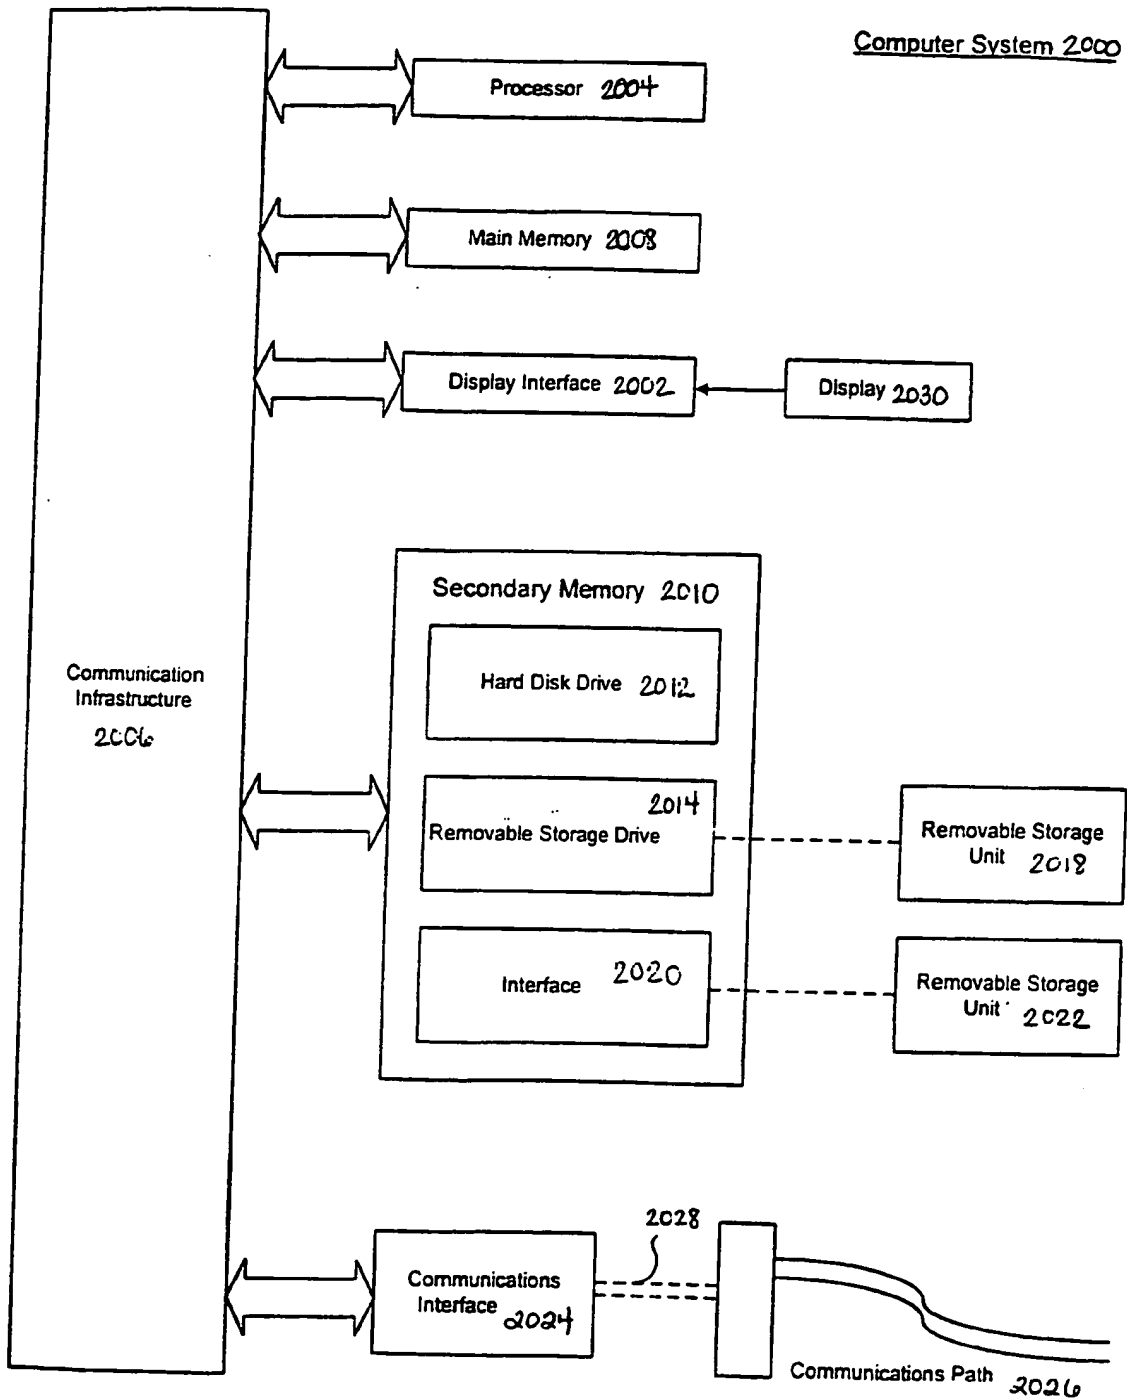 Computer System 2000
Processor 2004
Main Memory 2008
Display Interface 2002
Display 2030
Secondary Memory 2010
Hard Disk Drive 2012
Communication
Infrastructure
2006
2014
Removable Storage Drive
Removable Storage
Unit 2018
Interface 2020
Removable Storage
Unit 2022
2028
Communications
Interface
2024
Communications Path 2026